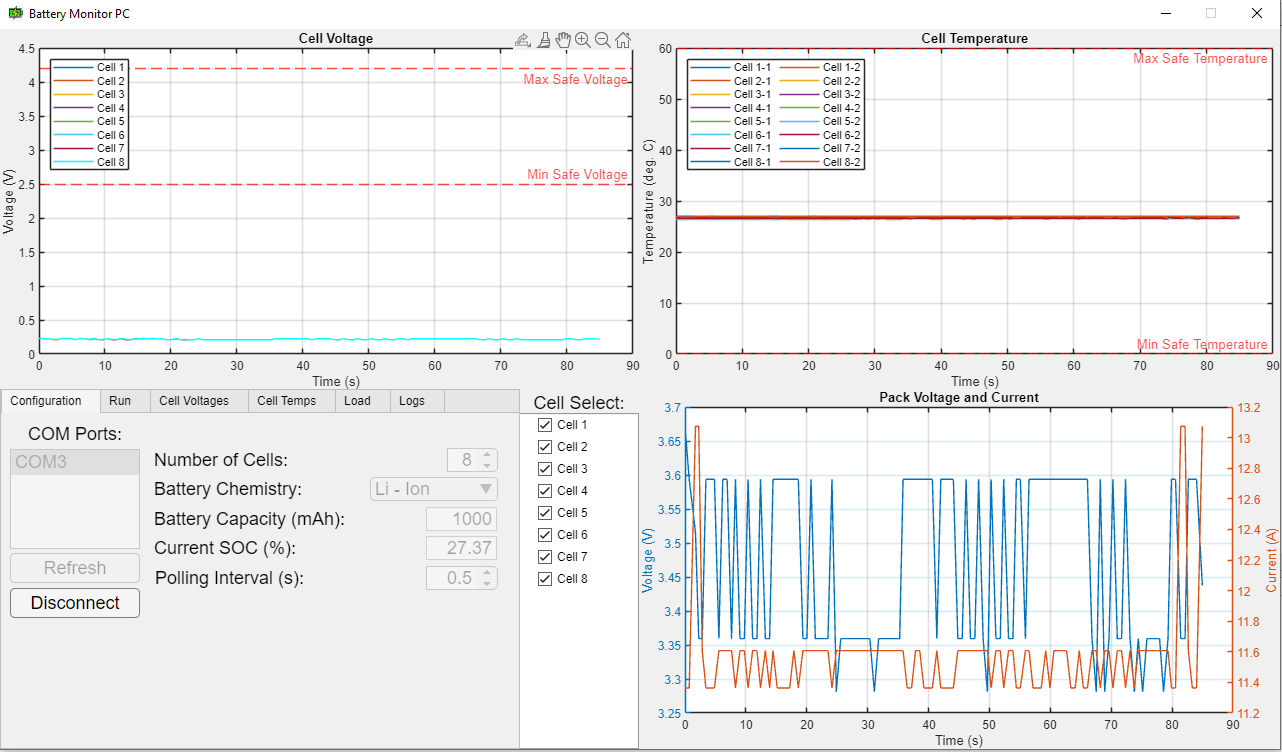 Battery Monitor PC
Cell Voltage
4.5
4
3.5
3
2.5
2
1.5
1
0.5
0
Voltage (V)
Cell 1
Cell 2
Cell 3
Cell 4
Cell 5
Cell 6
Cell 7
Cell 8
Max Safe Voltage
Min Safe Voltage
0 10 20 30 40 50 60 70 80 90
Time (s)
Cell Temperature
60
50
40
30
20
10
0
Temperature (deg. C)
Cell 1-1 Cell 1-2
Cell 2-1 Cell 2-2
Cell 3-1 Cell 3-2
Cell 4-1 Cell 4-2
Cell 5-1 Cell 5-2
Cell 6-1 Cell 6-2
Cell 7-1 Cell 7-2
Cell 8-1 Cell 8-2
Max Safe Temperature
Min Safe Temperature
0 10 20 30 40 50 60 70 80 90
Time (s)
Configuration Run Cell Voltages Cell Temps Load Logs
COM Ports:
COM3
Refresh
Disconnect
Number of Cells: 8
Battery Chemistry: Li - Ion
Battery Capacity (mAh): 1000
Current SOC (%): 27.37
Polling Interval (s): 0.5
Cell Select:
Cell 1
Cell 2
Cell 3
Cell 4
Cell 5
Cell 6
Cell 7
Cell 8
Pack Voltage and Current
3.7
3.65
3.6
3.55
3.5
3.45
3.4
3.35
3.3
3.25
Voltage (V)
13.2
13
12.8
12.6
12.4
12.2
12
11.8
11.6
11.4
11.2
Current (A)
0 10 20 30 40 50 60 70 80 90
Time (s)